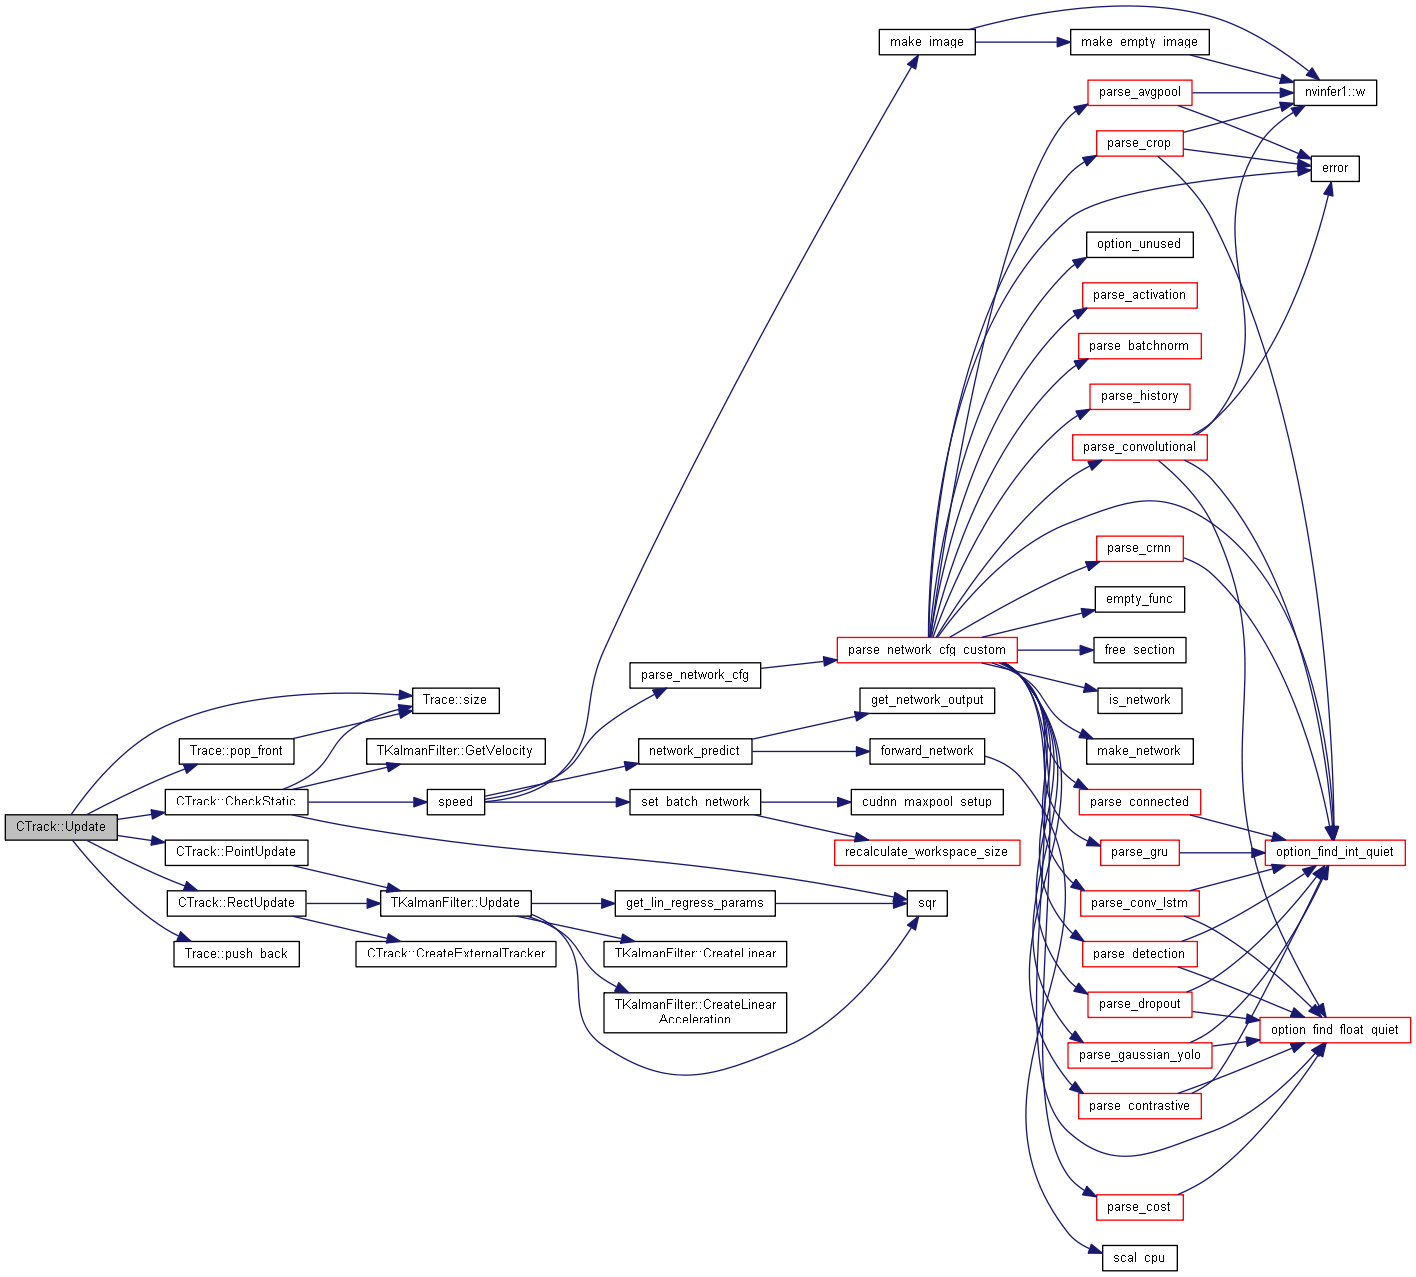 make_image
make_empty_image
nvinfer1::w
parse_avgpool
parse_crop
error
option_unused
parse_activation
parse_batchnorm
parse_history
parse_convolutional
parse_crnn
empty_func
parse_network_cfg_custom
free_section
parse_network_cfg
is_network
Trace::size
get_network_output
Trace::pop_front
TKalmanFilter::GetVelocity
network_predict
forward_network
make_network
CTrack::CheckStatic
speed
set_batch_network
cudnn_maxpool_setup
parse_connected
CTrack::Update
CTrack::PointUpdate
recalculate_workspace_size
parse_gru
option_find_int_quiet
CTrack::RectUpdate
TKalmanFilter::Update
get_lin_regress_params
sqr
parse_conv_lstm
Trace::push_back
CTrack::CreateExternalTracker
TKalmanFilter::CreateLinear
parse_detection
TKalmanFilter::CreateLinear
Acceleration
parse_dropout
option_find_float_quiet
parse_gaussian_yolo
parse_contrastive
parse_cost
scal_cpu